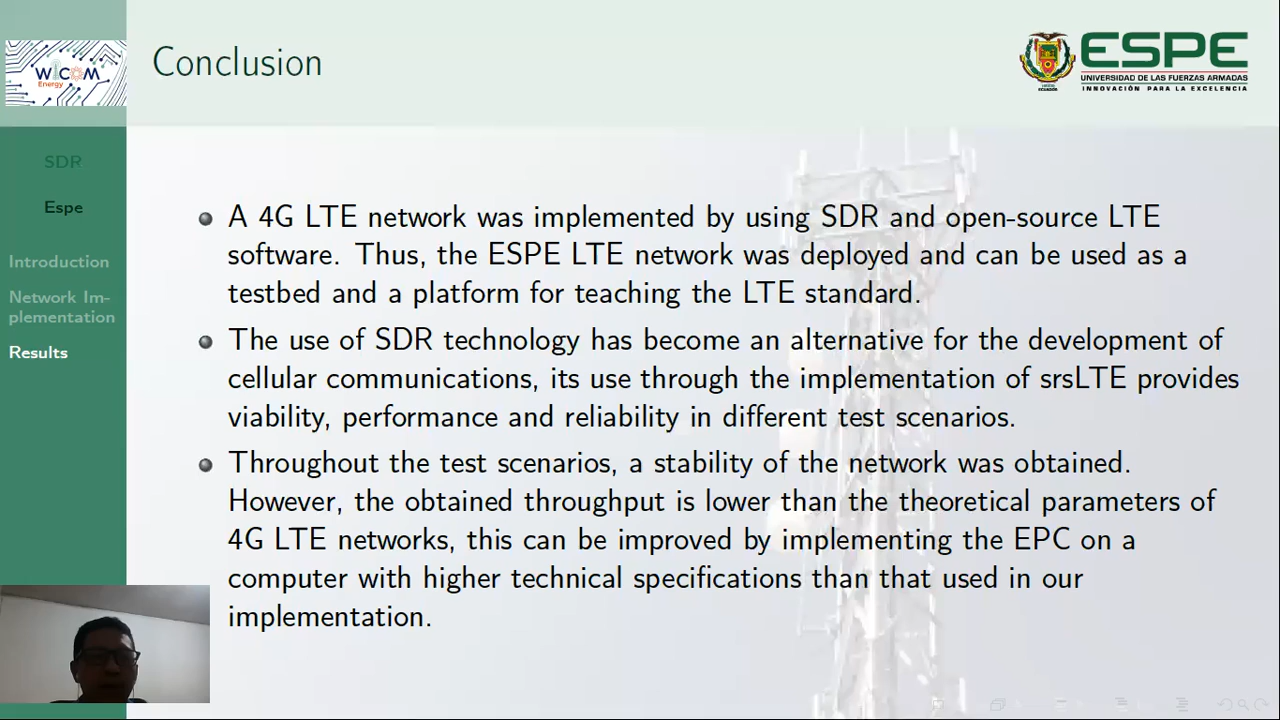 Conclusion
WICOM
Energy
ESPE
UNIVERSIDAD DE LAS FUERZAS ARMADAS
INNOVACIÓN PARA LA EXCELENCIA
SDR
Espe
Introduction
Network Im-
plementation
Results
A 4G LTE network was implemented by using SDR and open-source LTE
software. Thus, the ESPE LTE network was deployed and can be used as a
testbed and a platform for teaching the LTE standard.
The use of SDR technology has become an alternative for the development of
cellular communications, its use through the implementation of srsLTE provides
viability, performance and reliability in different test scenarios.
Throughout the test scenarios, a stability of the network was obtained.
However, the obtained throughput is lower than the theoretical parameters of
4G LTE networks, this can be improved by implementing the EPC on a
computer with higher technical specifications than that used in our
implementation.